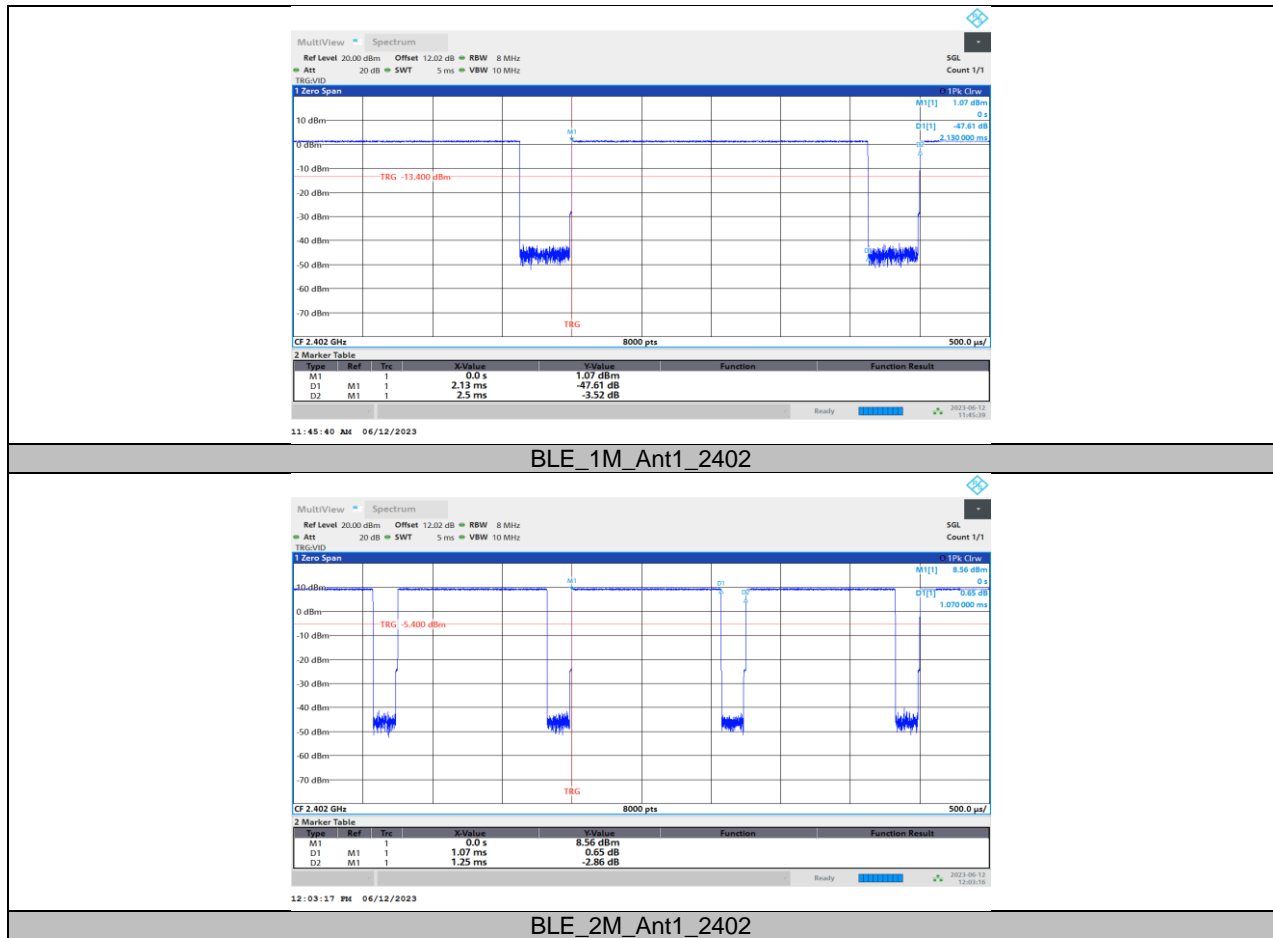 MultiView Spectrum
Ref Level 20.00 dBm Offset 12.02 dB RBW 8 MHz SGL
Att 20 dB SWT 5 ms VBW 10 MHz Count 1/1
TRG:VID
1 Zero Span 1Pk Clrw
M1[1] 1.07 dBm
0 s
10 dBm
D1[1] -47.61 dB
M1
2.130 000 ms
0 dBm
-10 dBm
TRG -13.400 dBm
-20 dBm
-30 dBm
-40 dBm
-50 dBm
-60 dBm
-70 dBm
TRG
CF 2.402 GHz 8000 pts 500.0 µs/
2 Marker Table
Type Ref Trc X-Value Y-Value Function Function Result
M1 1 0.0 s 1.07 dBm
D1 M1 1 2.13 ms -47.61 dB
D2 M1 1 2.5 ms -3.52 dB
Ready 2023-06-12
11:45:39
11:45:40 AM 06/12/2023
BLE_1M_Ant1_2402
MultiView Spectrum
Ref Level 20.00 dBm Offset 12.02 dB RBW 8 MHz SGL
Att 20 dB SWT 5 ms VBW 10 MHz Count 1/1
TRG:VID
1 Zero Span 1Pk Clrw
M1[1] 8.56 dBm
M1 D1 0 s
10 dBm D2 D1[1] 0.65 dB
1.070 000 ms
0 dBm
TRG -5.400 dBm
-10 dBm
-20 dBm
-30 dBm
-40 dBm
-50 dBm
-60 dBm
-70 dBm
TRG
CF 2.402 GHz 8000 pts 500.0 µs/
2 Marker Table
Type Ref Trc X-Value Y-Value Function Function Result
M1 1 0.0 s 8.56 dBm
D1 M1 1 1.07 ms 0.65 dB
D2 M1 1 1.25 ms -2.86 dB
Ready 2023-06-12
12:03:16
12:03:17 PM 06/12/2023
BLE_2M_Ant1_2402